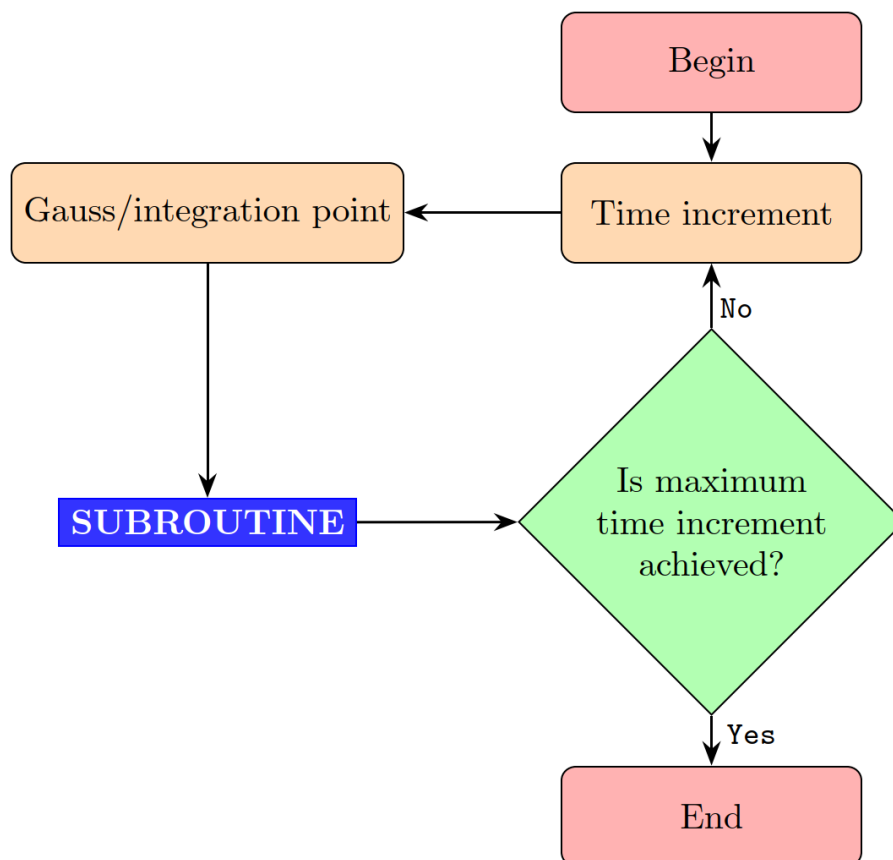 Begin
Gauss/integration point
Time increment
No
Is maximum
time increment
achieved?
SUBROUTINE
Yes
End